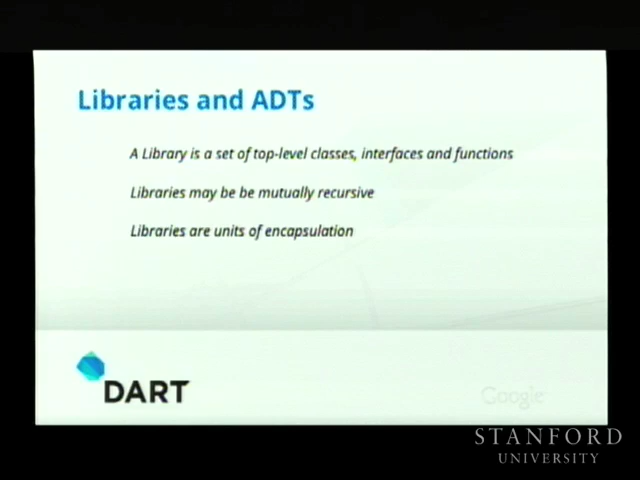 Libraries and ADTs
A Library is a set of top-level classes, interfaces and functions
Libraries may be be mutually recursive
Libraries are units of encapsulation
DART
Google
STANFORD
UNIVERSITY